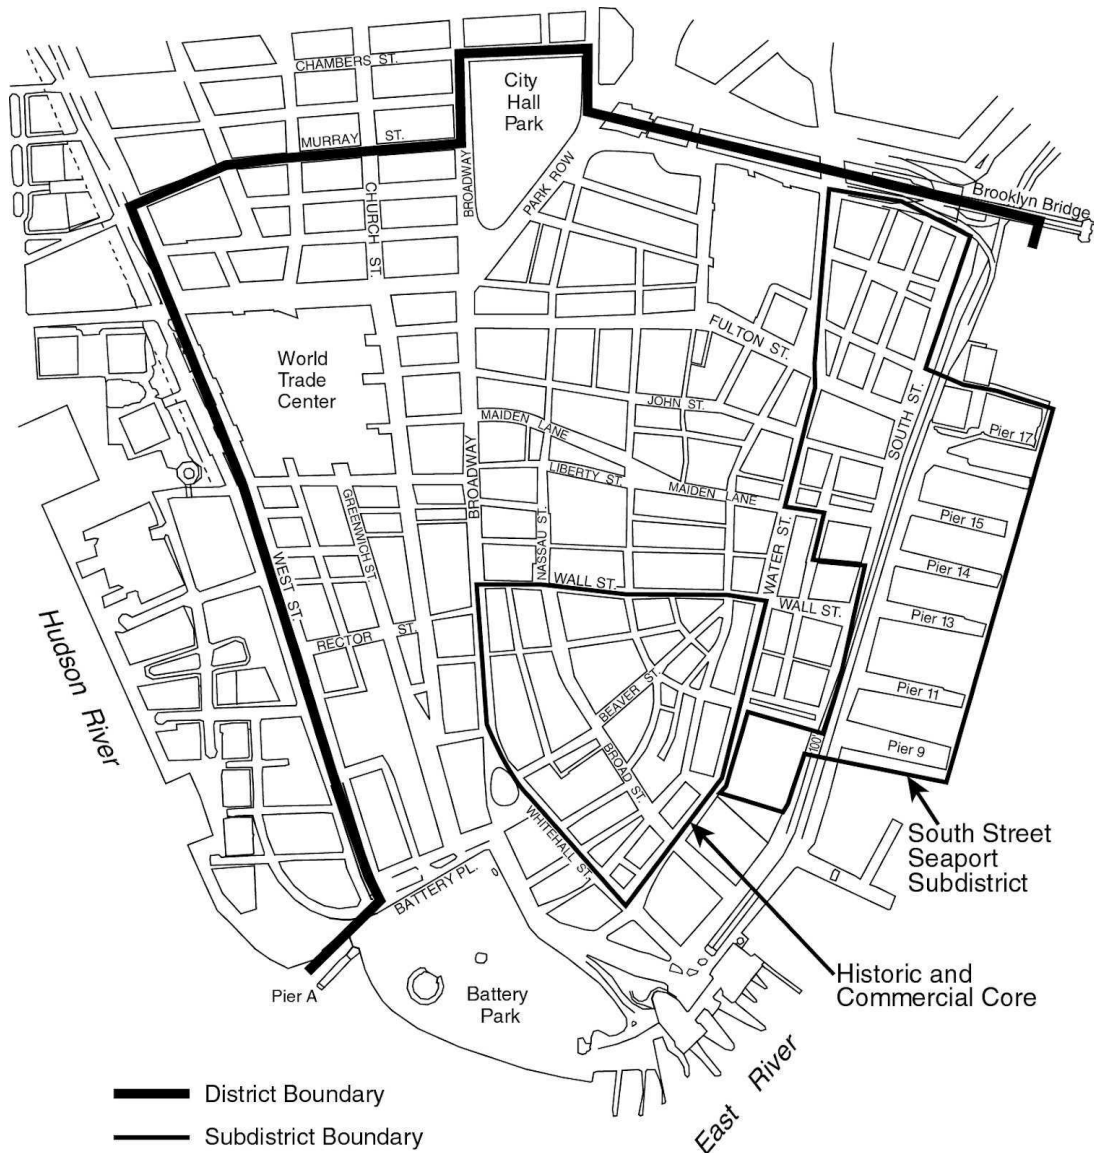 CHAMBERS ST.
City
Hall
Park
MURRAY ST.
BROADWAY
PARK ROW
CHURCH ST.
Brooklyn Bridge
FULTON ST.
World
Trade
Center
JOHN ST.
SOUTH ST.
MAIDEN LANE
Pier 17
BROADWAY
LIBERTY ST.
MAIDEN LANE
GREENWICH ST.
NASSAU ST.
WATER ST.
Pier 15
WEST ST.
WALL ST.
Pier 14
WALL ST.
Pier 13
Hudson River
RECTOR ST.
BEAVER ST.
Pier 11
BROAD ST.
100'
Pier 9
WHITEHALL ST.
South Street
Seaport
Subdistrict
BATTERY PL.
Historic and
Commercial Core
Pier A
Battery
Park
East River
District Boundary
Subdistrict Boundary